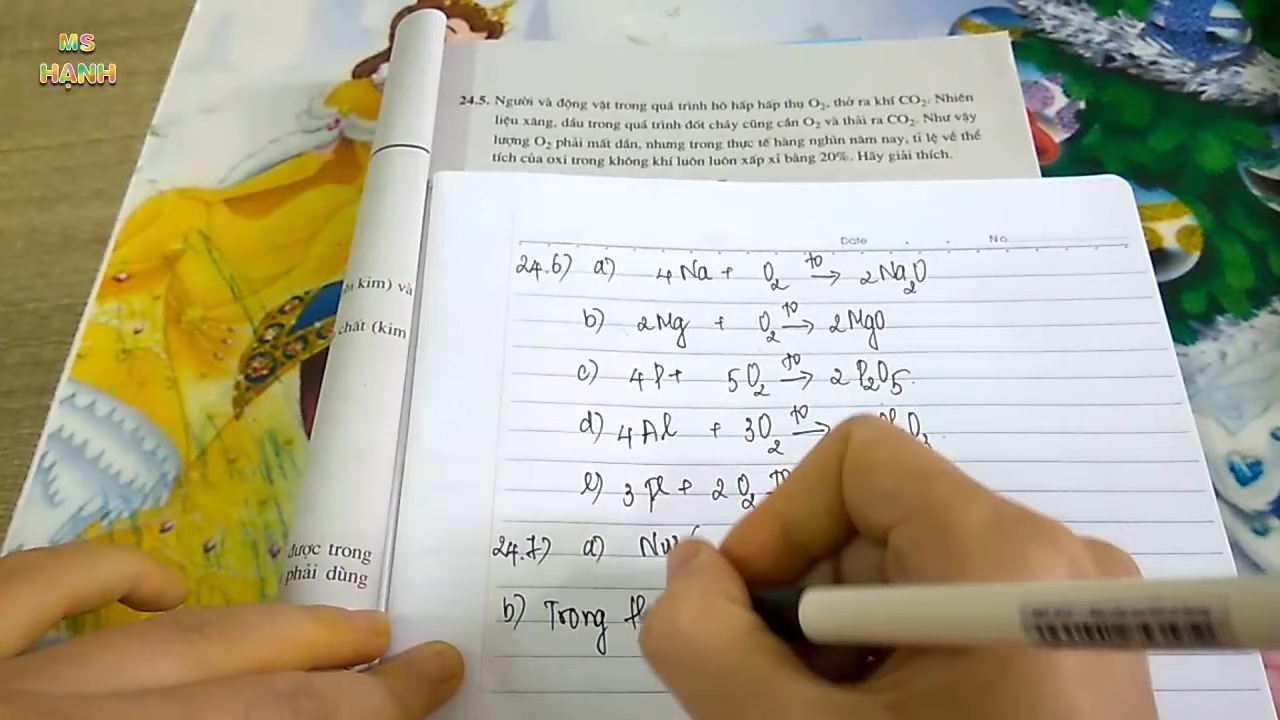 MS
HẠNH
24.5. Người và động vật trong quá trình hô hấp hấp thụ O₂, thở ra khí CO₂. Nhiên
liệu xăng, dầu trong quá trình đốt cháy cũng cần O₂ và thải ra CO₂. Như vậy
lượng O₂ phải mất dần, nhưng trong thực tế hàng nghìn năm nay, tỉ lệ về thể
tích của oxi trong không khí luôn luôn xấp xỉ bằng 20%. Hãy giải thích.
kim) và
chất (kim
được trong
phải dùng
Date No
24.6) a) 4Na + O₂ t⁰→ 2Na₂O
b) 2Mg + O₂ t⁰→ 2MgO
c) 4P + 5O₂ t⁰→ 2P₂O₅.
d) 4Al + 3O₂ t⁰→
e) 3Fe + 2O₂ t⁰
24.7) a)
b) Trong